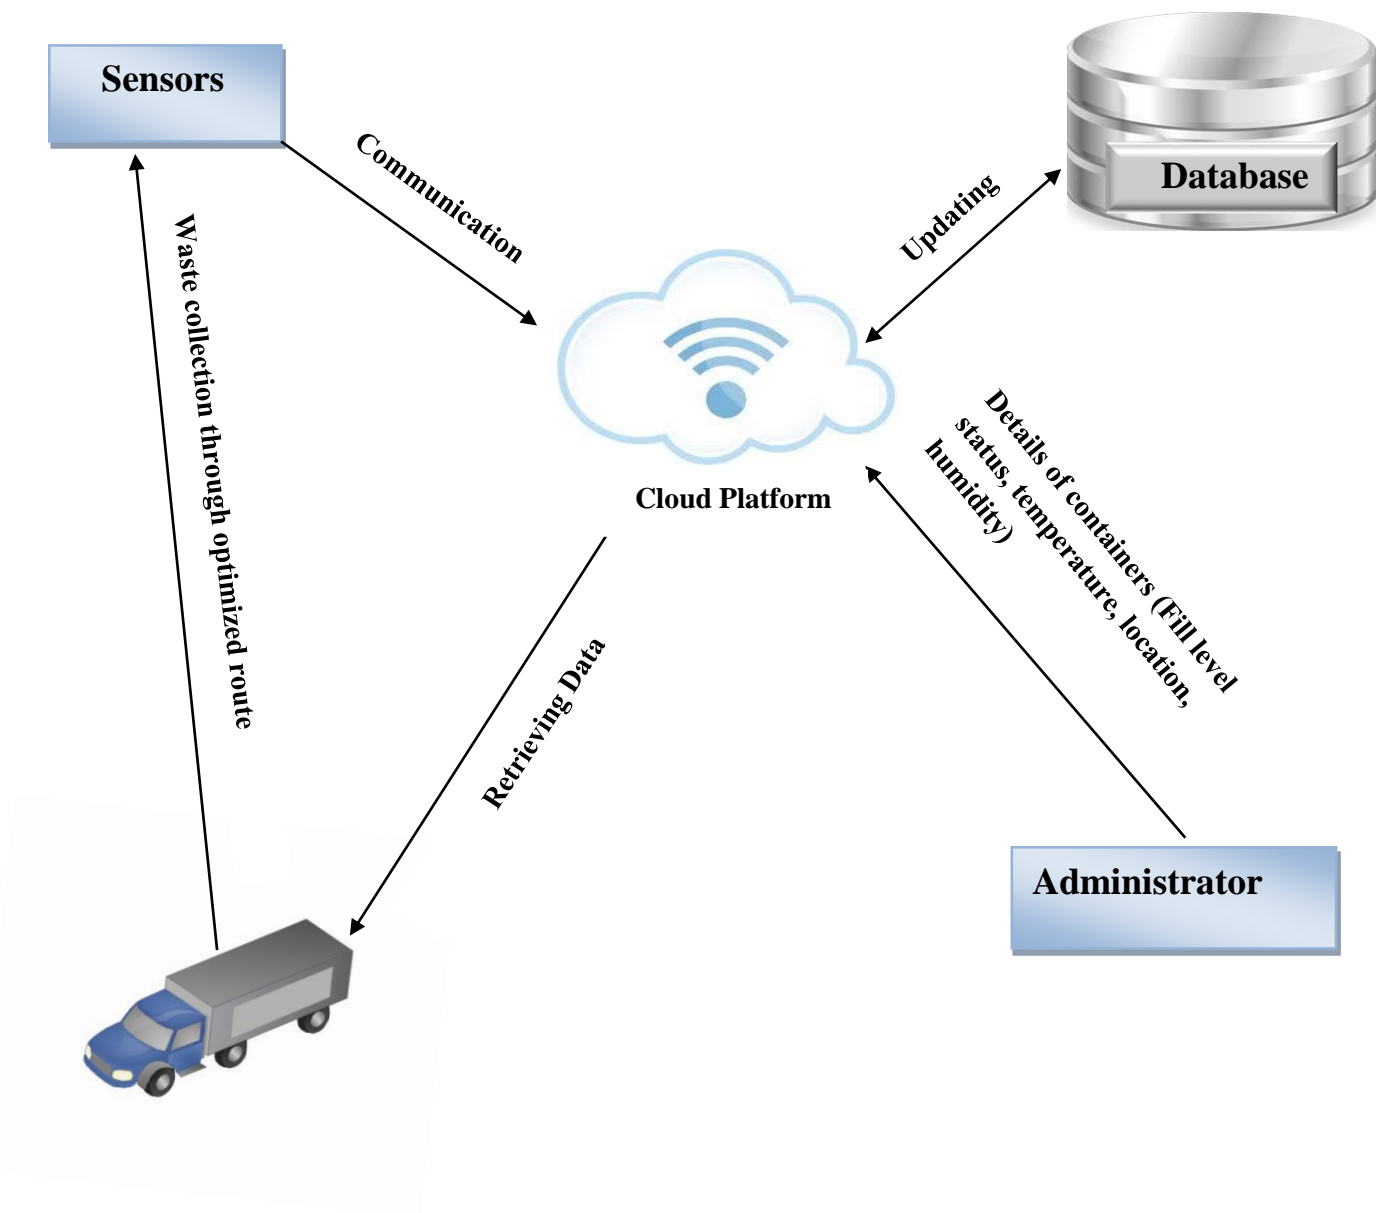 Sensors
Database
Communication
Updating
Waste collection through optimized route
Cloud Platform
Details of containers (Fill level
status, temperature, location,
humidity)
Retrieving Data
Administrator